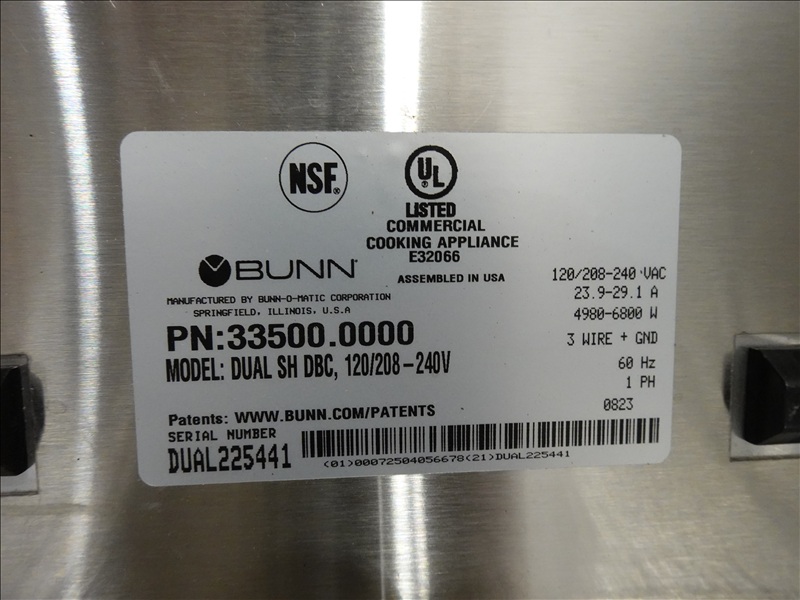 NSF®
UL®
LISTED
COMMERCIAL
COOKING APPLIANCE
E32066
ASSEMBLED IN USA
BUNN®
MANUFACTURED BY BUNN-O-MATIC CORPORATION
SPRINGFIELD, ILLINOIS, U.S.A
PN:33500.0000
MODEL: DUAL SH DBC, 120/208-240V
120/208-240 VAC
23.9-29.1 A
4980-6800 W
3 WIRE + GND
60 Hz
1 PH
0823
Patents: WWW.BUNN.COM/PATENTS
SERIAL NUMBER
DUAL225441
(01)00072504056678(21)DUAL225441